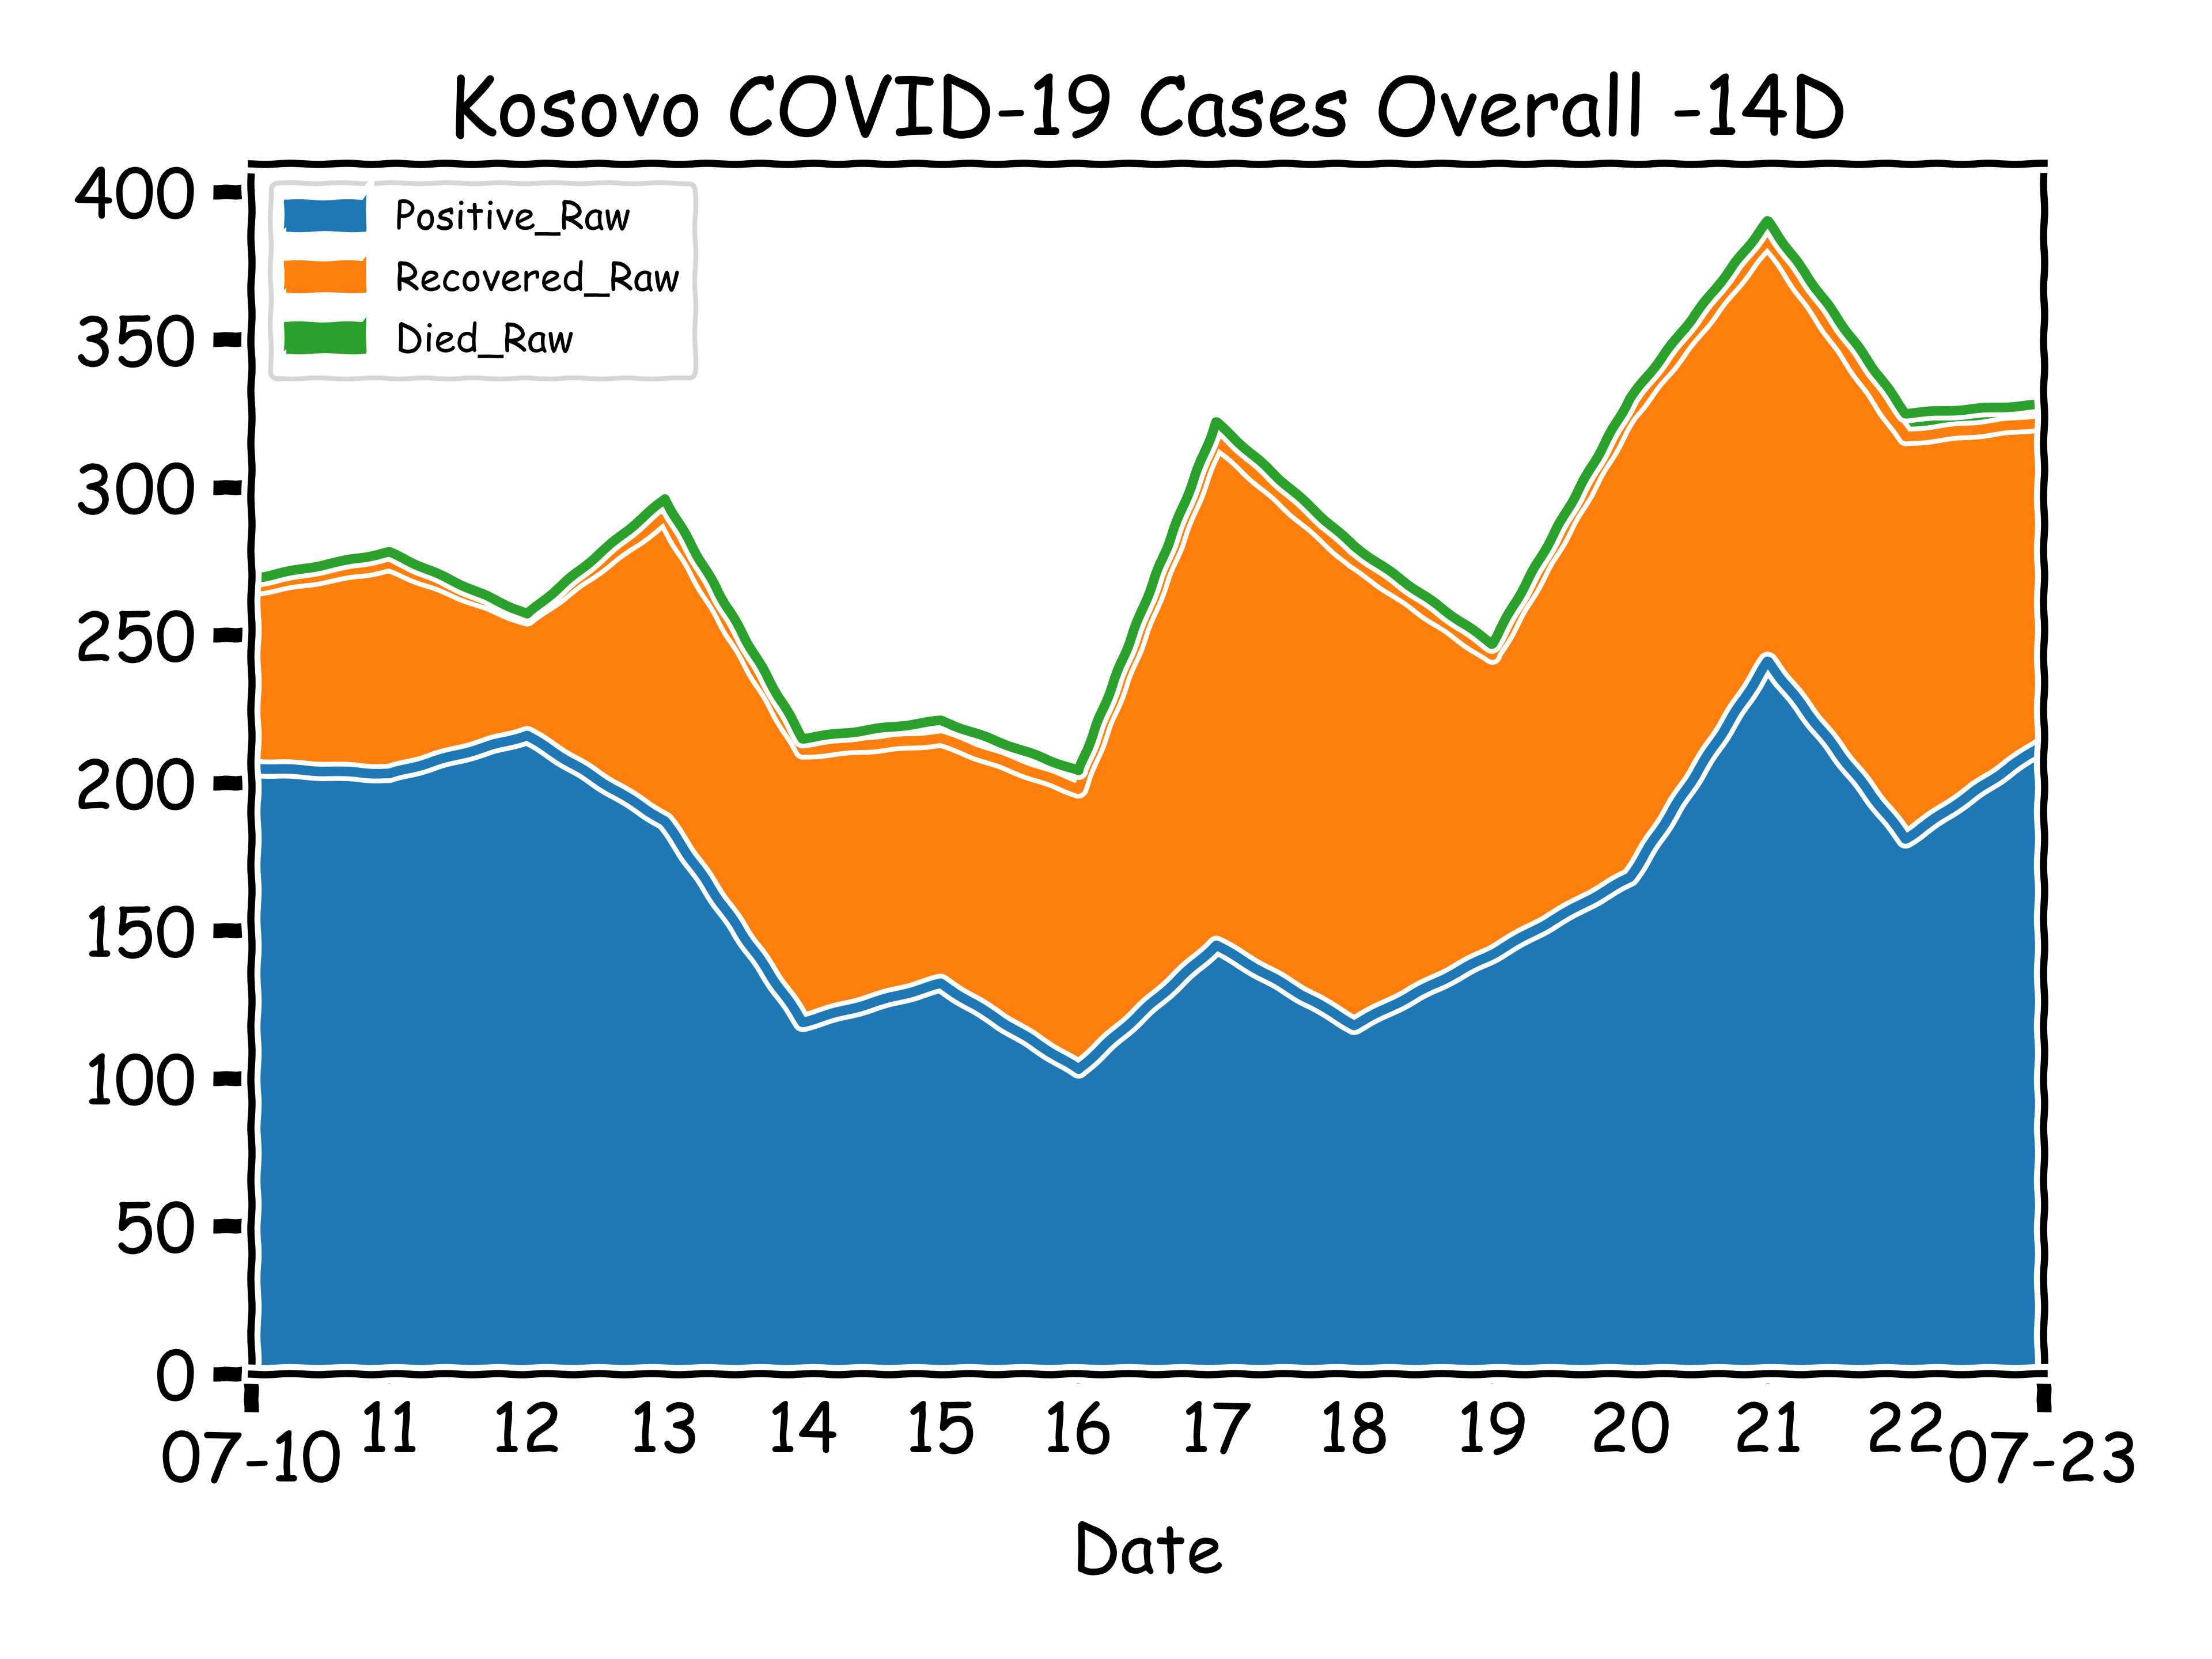 Kosovo COVID-19 Cases Overall -14D
400
350
300
250
200
150
100
50
0
Positive_Raw
Recovered_Raw
Died_Raw
11 12 13 14 15 16 17 18 19 20 21 22
07-10 07-23
Date